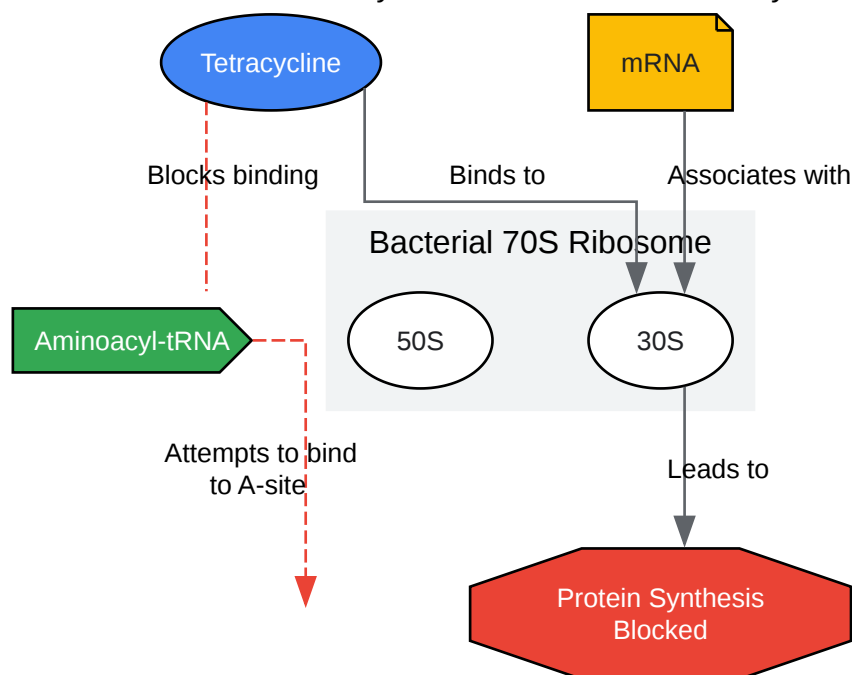 Tetracycline
mRNA
Blocks binding
Binds to
Associates with
Bacterial 70S Ribosome
Aminoacyl-tRNA
50S
30S
Attempts to bind
to A-site
Leads to
Protein Synthesis
Blocked